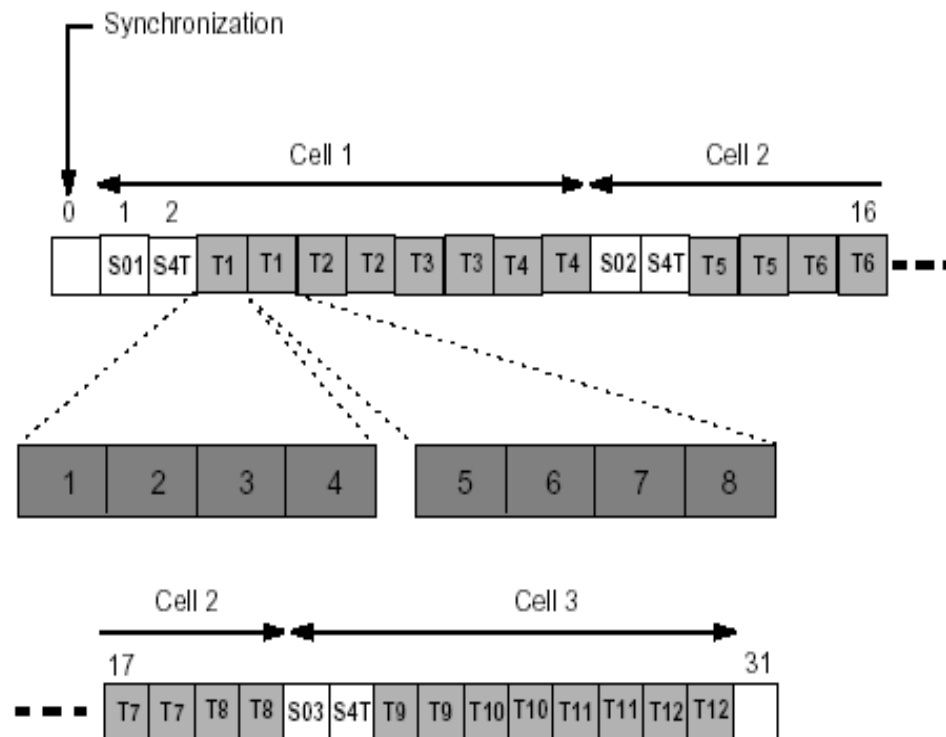 Synchronization
Cell 1 Cell 2
0 1 2 16
S01 S4T T1 T1 T2 T2 T3 T3 T4 T4 S02 S4T T5 T5 T6 T6
1 2 3 4 5 6 7 8
Cell 2 Cell 3
17 31
T7 T7 T8 T8 S03 S4T T9 T9 T10 T10 T11 T11 T12 T12